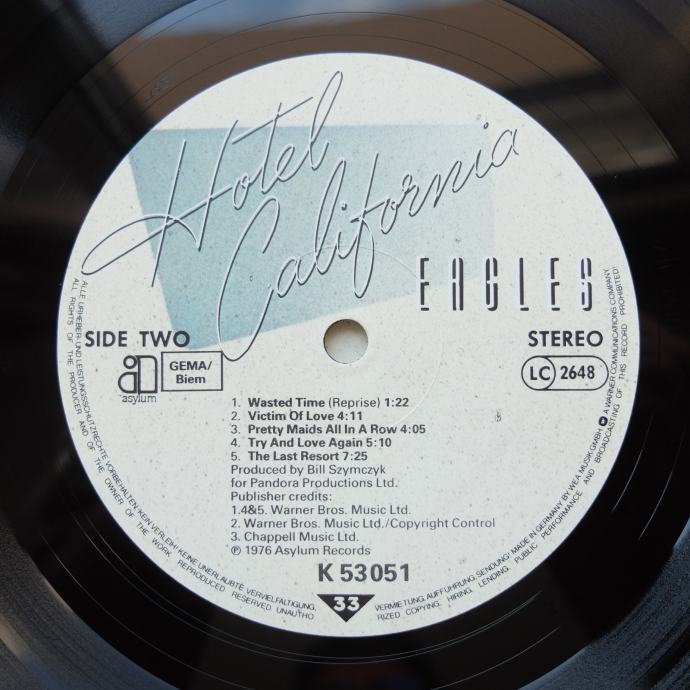 Hotel
California
EAGLES
SIDE TWO
STEREO
asylum
GEMA/
Biem
LC 2648
1. Wasted Time (Reprise) 1:22
2. Victim Of Love 4:11
3. Pretty Maids All In A Row 4:05
4. Try And Love Again 5:10
5. The Last Resort 7:25
Produced by Bill Szymczyk
for Pandora Productions Ltd.
Publisher credits:
1.4&5. Warner Bros. Music Ltd.
2. Warner Bros. Music Ltd./Copyright Control
3. Chappell Music Ltd.
℗ 1976 Asylum Records
K 53 051
33
ALLE URHEBER- UND LEISTUNGSSCHUTZRECHTE VORBEHALTEN. KEIN VERLEIH! KEINE UNERLAUBTE VERVIELFÄLTIGUNG,
VERMIETUNG, AUFFÜHRUNG, SENDUNG! MADE IN GERMANY BY WEA MUSIK GMBH A WARNER COMMUNICATIONS COMPANY
ALL RIGHTS OF THE PRODUCER AND OF THE OWNER OF THE WORK REPRODUCED RESERVED UNAUTHO
RIZED COPYING, HIRING, LENDING, PUBLIC PERFORMANCE AND BROADCASTING OF THIS RECORD PROHIBITED!